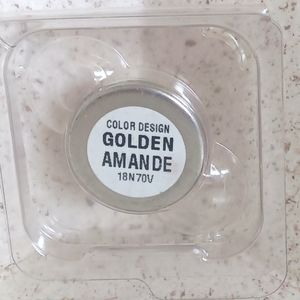 COLOR DESIGN
GOLDEN
AMANDE
18N70V